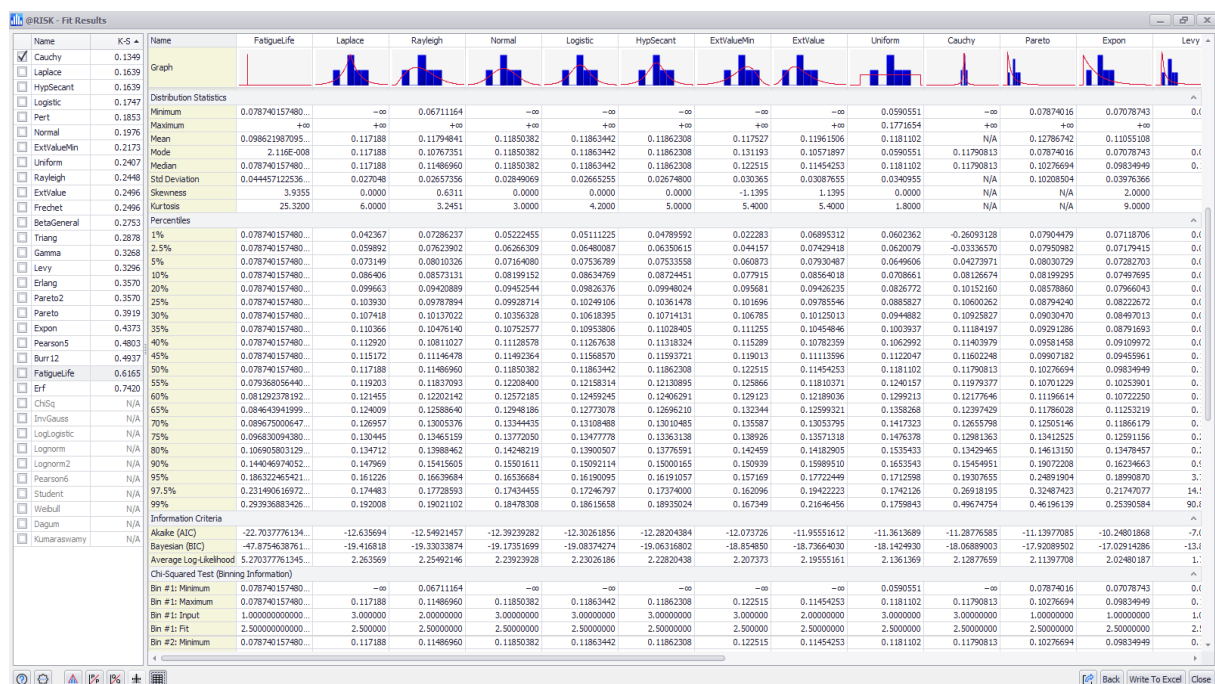 @RISK - Fit Results
Name K-S
Cauchy 0.1349
Laplace 0.1639
HypSecant 0.1639
Logistic 0.1747
Pert 0.1853
Normal 0.1976
ExtValueMin 0.2173
Uniform 0.2407
Rayleigh 0.2448
ExtValue 0.2496
Frechet 0.2496
BetaGeneral 0.2753
Triang 0.2878
Gamma 0.3268
Levy 0.3296
Erlang 0.3570
Pareto2 0.3570
Pareto 0.3919
Expon 0.4373
Pearson5 0.4803
Burr12 0.4937
FatigueLife 0.6165
Erf 0.7420
ChiSq N/A
InvGauss N/A
LogLogistic N/A
Lognorm N/A
Lognorm2 N/A
Pearson6 N/A
Student N/A
Weibull N/A
Dagum N/A
Kumaraswamy N/A
Name FatigueLife Laplace Rayleigh Normal Logistic HypSecant ExtValueMin ExtValue Uniform Cauchy Pareto Expon Levy
Graph
Distribution Statistics
Minimum 0.078740157480... -∞ 0.06711164 -∞ -∞ -∞ -∞ -∞ 0.0590551 -∞ 0.07874016 0.07078743 0.0
Maximum +∞ +∞ +∞ +∞ +∞ +∞ +∞ +∞ 0.1771654 +∞ +∞ +∞
Mean 0.098621987095... 0.117188 0.11794841 0.11850382 0.11863442 0.11862308 0.117527 0.11961506 0.1181102 N/A 0.12786742 0.11055108
Mode 2.116E-008 0.117188 0.10767351 0.11850382 0.11863442 0.11862308 0.131193 0.10571897 0.0590551 0.11790813 0.07874016 0.07078743 0.0
Median 0.078740157480... 0.117188 0.11486960 0.11850382 0.11863442 0.11862308 0.122515 0.11454253 0.1181102 0.11790813 0.10276694 0.09834949 0.
Std Deviation 0.044457122536... 0.027048 0.02657356 0.02849069 0.02665255 0.02674800 0.030365 0.03087655 0.0340955 N/A 0.10208504 0.03976366
Skewness 3.9355 0.0000 0.6311 0.0000 0.0000 0.0000 -1.1395 1.1395 0.0000 N/A N/A 2.0000
Kurtosis 25.3200 6.0000 3.2451 3.0000 4.2000 5.0000 5.4000 5.4000 1.8000 N/A N/A 9.0000
Percentiles
1% 0.078740157480... 0.042367 0.07286237 0.05222455 0.05111225 0.04789592 0.022283 0.06895312 0.0602362 -0.26093128 0.07904479 0.07118706 0.0
2.5% 0.078740157480... 0.059892 0.07623902 0.06266309 0.06480087 0.06350615 0.044157 0.07429418 0.0620079 -0.03336570 0.07950982 0.07179415 0.0
5% 0.078740157480... 0.073149 0.08010326 0.07164080 0.07536789 0.07533558 0.060873 0.07930487 0.0649606 0.04273971 0.08030729 0.07282703 0.0
10% 0.078740157480... 0.086406 0.08573131 0.08199152 0.08634769 0.08724451 0.077915 0.08564018 0.0708661 0.08126674 0.08199295 0.07497695 0.0
20% 0.078740157480... 0.099663 0.09420889 0.09452544 0.09826376 0.09948024 0.095681 0.09426235 0.0826772 0.10152160 0.08578860 0.07966043 0.0
25% 0.078740157480... 0.103930 0.09787894 0.09928714 0.10249106 0.10361478 0.101696 0.09785546 0.0885827 0.10600262 0.08794240 0.08222672 0.0
30% 0.078740157480... 0.107418 0.10137022 0.10356328 0.10618395 0.10714131 0.106785 0.10125013 0.0944882 0.10925827 0.09030470 0.08497013 0.0
35% 0.078740157480... 0.110366 0.10476140 0.10752577 0.10953806 0.11028405 0.111255 0.10454846 0.1003937 0.11184197 0.09291286 0.08791693 0.0
40% 0.078740157480... 0.112920 0.10811027 0.11128578 0.11267638 0.11318324 0.115289 0.10782359 0.1062992 0.11403979 0.09581458 0.09109972 0.0
45% 0.078740157480... 0.115172 0.11146478 0.11492364 0.11568570 0.11593721 0.119013 0.11113596 0.1122047 0.11602248 0.09907182 0.09455961 0.
50% 0.078740157480... 0.117188 0.11486960 0.11850382 0.11863442 0.11862308 0.122515 0.11454253 0.1181102 0.11790813 0.10276694 0.09834949 0.
55% 0.079368056440... 0.119203 0.11837093 0.12208400 0.12158314 0.12130895 0.125866 0.11810371 0.1240157 0.11979377 0.10701229 0.10253901 0.
60% 0.081292378192... 0.121455 0.12202142 0.12572185 0.12459245 0.12406291 0.129123 0.12189036 0.1299213 0.12177646 0.11196614 0.10722250 0.
65% 0.084643941999... 0.124009 0.12588640 0.12948186 0.12773078 0.12696210 0.132344 0.12599321 0.1358268 0.12397429 0.11786028 0.11253219 0.
70% 0.089675000647... 0.126957 0.13005376 0.13344435 0.13108488 0.13010485 0.135587 0.13053795 0.1417323 0.12655798 0.12505146 0.11866179 0.
75% 0.096830094380... 0.130445 0.13465159 0.13772050 0.13477778 0.13363138 0.138926 0.13571318 0.1476378 0.12981363 0.13412525 0.12591156 0.
80% 0.106905803129... 0.134712 0.13988462 0.14248219 0.13900507 0.13776591 0.142459 0.14182905 0.1535433 0.13429465 0.14613150 0.13478457 0.
90% 0.144046974052... 0.147969 0.15415605 0.15501611 0.15092114 0.15000165 0.150939 0.15989510 0.1653543 0.15454951 0.19072208 0.16234663 0.9
95% 0.186322465421... 0.161226 0.16639684 0.16536684 0.16190095 0.16191057 0.157169 0.17722449 0.1712598 0.19307655 0.24891904 0.18990870 3.
97.5% 0.231490616972... 0.174483 0.17728593 0.17434455 0.17246797 0.17374000 0.162096 0.19422223 0.1742126 0.26918195 0.32487423 0.21747077 14.
99% 0.293936883426... 0.192008 0.19021102 0.18478308 0.18615658 0.18935024 0.167349 0.21646456 0.1759843 0.49674754 0.46196139 0.25390584 90.8
Information Criteria
Akaike (AIC) -22.7037776134... -12.635694 -12.54921457 -12.39239282 -12.30261856 -12.28204384 -12.073726 -11.95551612 -11.3613689 -11.28776585 -11.13977085 -10.24801868 -7.0
Bayesian (BIC) -47.8754638761... -19.416818 -19.33033874 -19.17351699 -19.08374274 -19.06316802 -18.854850 -18.73664030 -18.1424930 -18.06889003 -17.92089502 -17.02914286 -13.8
Average Log-Likelihood 5.270377761345... 2.263569 2.25492146 2.23923928 2.23026186 2.22820438 2.207373 2.19555161 2.1361369 2.12877659 2.11397708 2.02480187 1.
Chi-Squared Test (Binning Information)
Bin #1: Minimum 0.078740157480... -∞ 0.06711164 -∞ -∞ -∞ -∞ -∞ 0.0590551 -∞ 0.07874016 0.07078743 0.0
Bin #1: Maximum 0.078740157480... 0.117188 0.11486960 0.11850382 0.11863442 0.11862308 0.122515 0.11454253 0.1181102 0.11790813 0.10276694 0.09834949 0.
Bin #1: Input 1.000000000000... 3.000000 2.00000000 3.00000000 3.00000000 3.00000000 3.000000 2.00000000 3.0000000 3.00000000 1.00000000 1.00000000 1.0
Bin #1: Fit 2.500000000000... 2.500000 2.50000000 2.50000000 2.50000000 2.50000000 2.500000 2.50000000 2.5000000 2.50000000 2.50000000 2.50000000 2.
Bin #2: Minimum 0.078740157480... 0.117188 0.11486960 0.11850382 0.11863442 0.11862308 0.122515 0.11454253 0.1181102 0.11790813 0.10276694 0.09834949 0.
Back Write To Excel Close